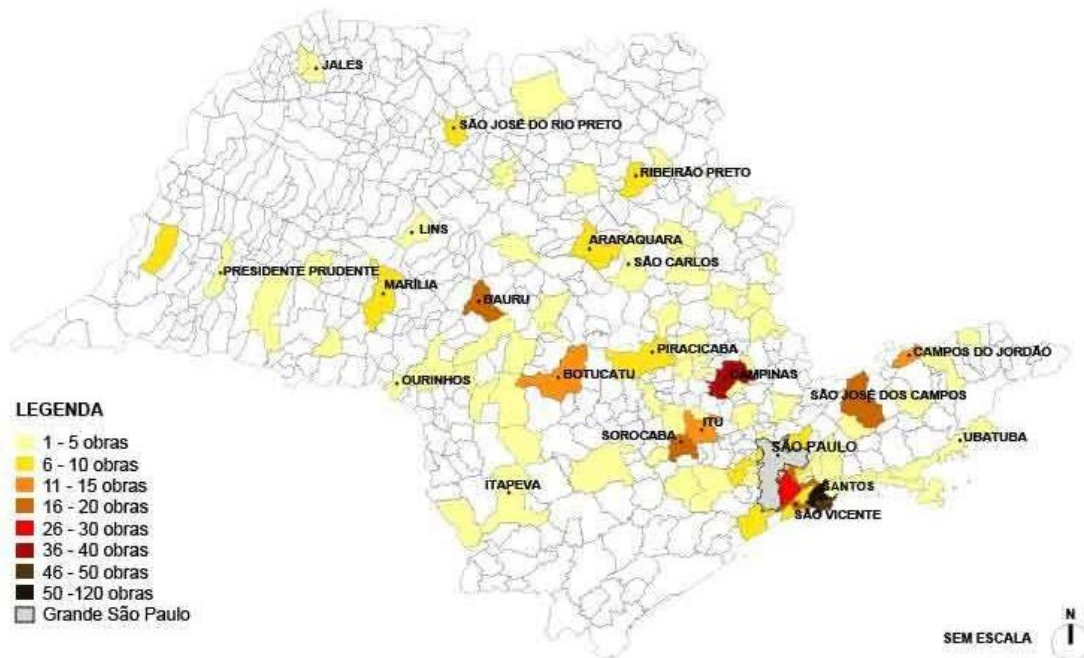 JALES
SÃO JOSÉ DO RIO PRETO
RIBEIRÃO PRETO
LINS
ARARAQUARA
SÃO CARLOS
PRESIDENTE PRUDENTE
MARÍLIA
BAURU
PIRACICABA
CAMPOS DO JORDÃO
OURINHOS
BOTUCATU
CAMPINAS
SÃO JOSÉ DOS CAMPOS
ITU
SOROCABA
UBATUBA
SÃO PAULO
ITAPEVA
SANTOS
SÃO VICENTE
LEGENDA
1 - 5 obras
6 - 10 obras
11 - 15 obras
16 - 20 obras
26 - 30 obras
36 - 40 obras
46 - 50 obras
50 -120 obras
Grande São Paulo
SEM ESCALA
N